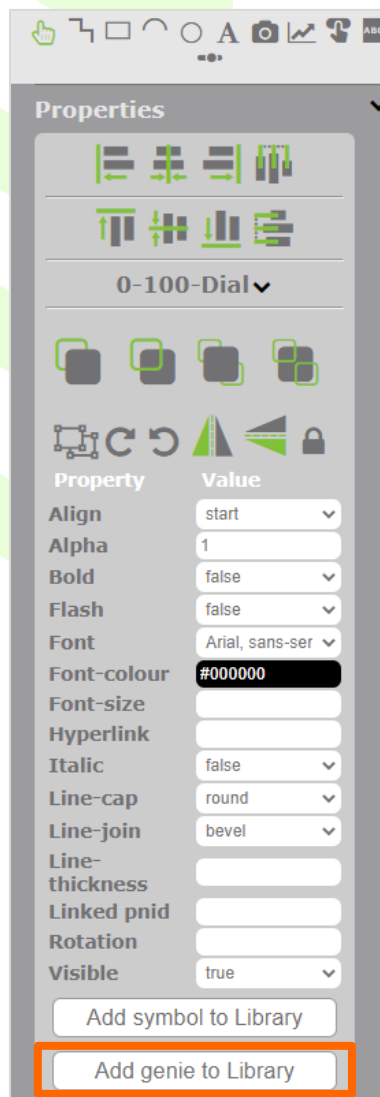 A ABC
Properties
0-100-Dial
Property Value
Align start
Alpha 1
Bold false
Flash false
Font Arial, sans-ser
Font-colour #000000
Font-size
Hyperlink
Italic false
Line-cap round
Line-join bevel
Line-
thickness
Linked pnid
Rotation
Visible true
Add symbol to Library
Add genie to Library